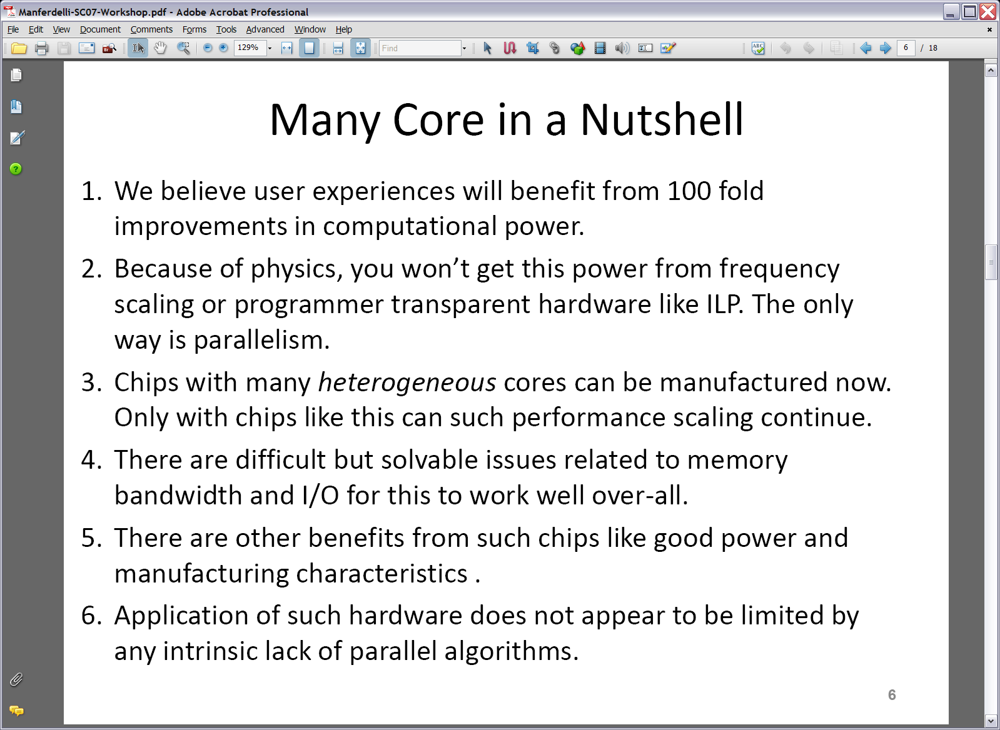 Manferdelli-SC07-Workshop.pdf - Adobe Acrobat Professional
File Edit View Document Comments Forms Tools Advanced Window Help
129% Find 6 / 18
Many Core in a Nutshell
1. We believe user experiences will benefit from 100 fold
improvements in computational power.
2. Because of physics, you won’t get this power from frequency
scaling or programmer transparent hardware like ILP. The only
way is parallelism.
3. Chips with many heterogeneous cores can be manufactured now.
Only with chips like this can such performance scaling continue.
4. There are difficult but solvable issues related to memory
bandwidth and I/O for this to work well over-all.
5. There are other benefits from such chips like good power and
manufacturing characteristics .
6. Application of such hardware does not appear to be limited by
any intrinsic lack of parallel algorithms.
6